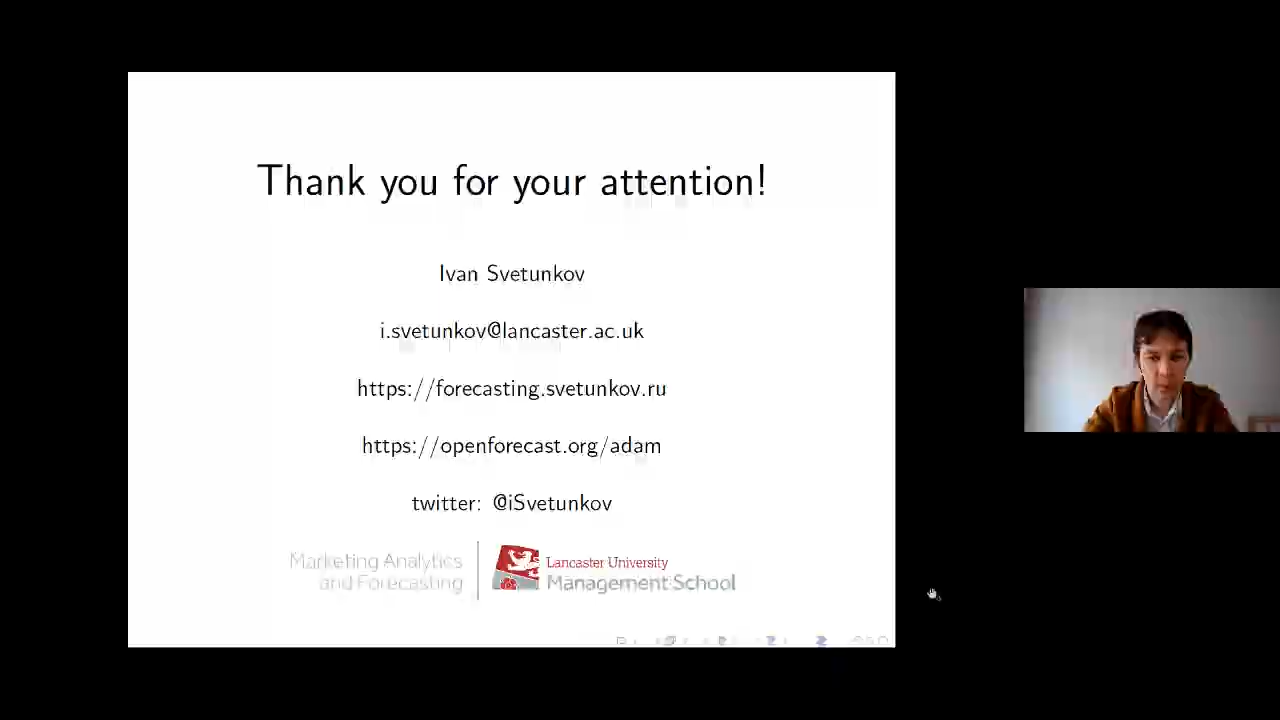 Thank you for your attention!
Ivan Svetunkov
i.svetunkov@lancaster.ac.uk
https://forecasting.svetunkov.ru
https://openforecast.org/adam
twitter: @iSvetunkov
Marketing Analytics
and Forecasting
Lancaster University
Management School